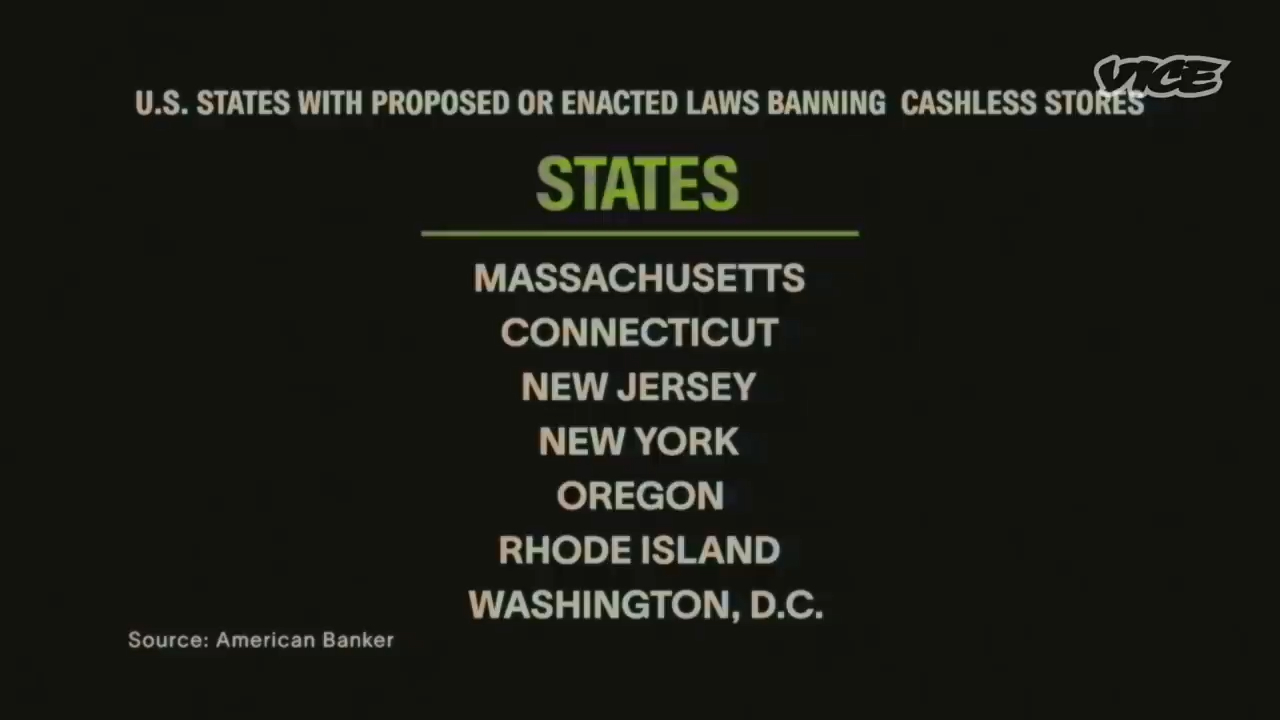 VICE
U.S. STATES WITH PROPOSED OR ENACTED LAWS BANNING CASHLESS STORES
STATES
MASSACHUSETTS
CONNECTICUT
NEW JERSEY
NEW YORK
OREGON
RHODE ISLAND
WASHINGTON, D.C.
Source: American Banker